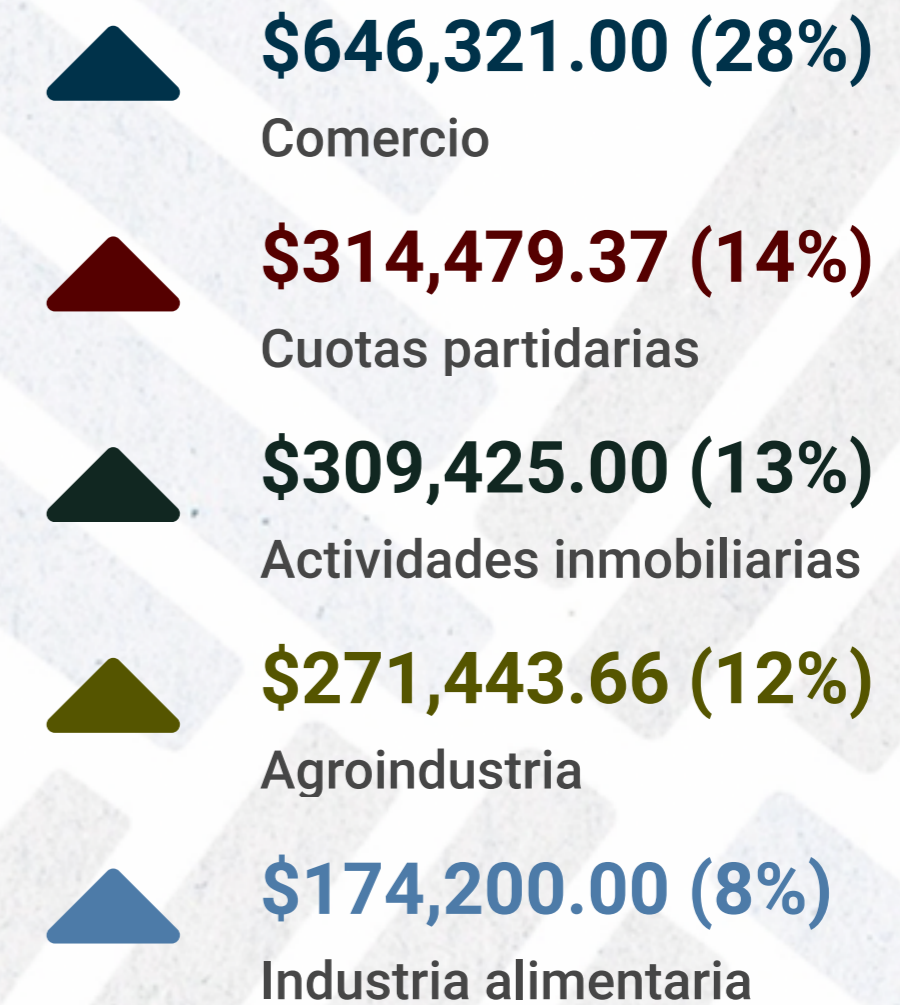 $646,321.00 (28%)
Comercio
$314,479.37 (14%)
Cuotas partidarias
$309,425.00 (13%)
Actividades inmobiliarias
$271,443.66 (12%)
Agroindustria
$174,200.00 (8%)
Industria alimentaria